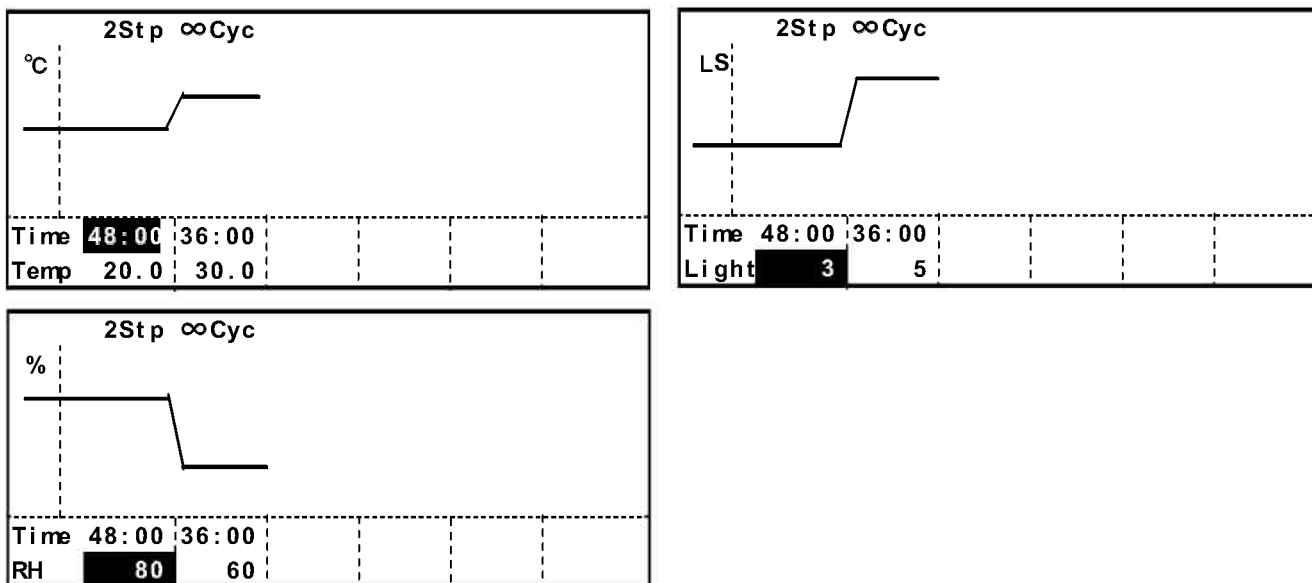 2Stp ∞Cyc
°C
Time 48:00 36:00
Temp 20.0 30.0
2Stp ∞Cyc
LS
Time 48:00 36:00
Light 3 5
2Stp ∞Cyc
%
Time 48:00 36:00
RH 80 60